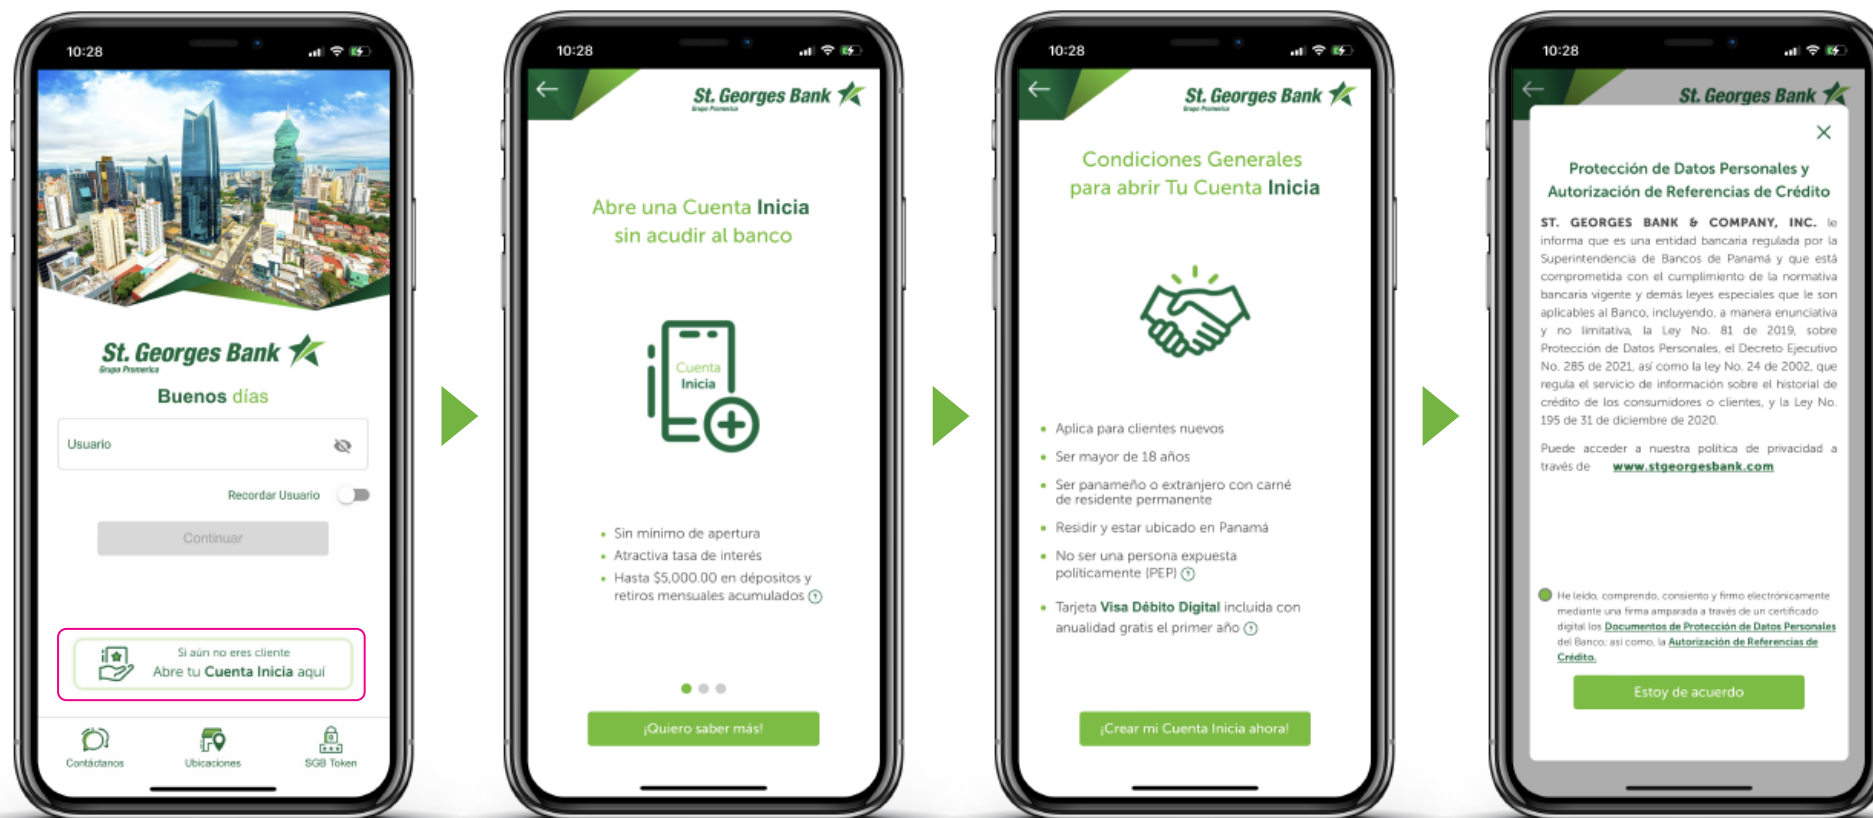 10:28
St. Georges Bank
Grupo Promerica
Buenos días
Usuario
Recordar Usuario
Continuar
Si aún no eres cliente
Abre tu Cuenta Inicia aquí
Contáctanos
Ubicaciones
SGB Token
10:28
St. Georges Bank
Grupo Promerica
Abre una Cuenta Inicia
sin acudir al banco
Cuenta
Inicia
Sin mínimo de apertura
Atractiva tasa de interés
Hasta $5,000.00 en dépositos y
retiros mensuales acumulados
¡Quiero saber más!
10:28
St. Georges Bank
Grupo Promerica
Condiciones Generales
para abrir Tu Cuenta Inicia
Aplica para clientes nuevos
Ser mayor de 18 años
Ser panameño o extranjero con carné
de residente permanente
Residir y estar ubicado en Panamá
No ser una persona expuesta
políticamente (PEP)
Tarjeta Visa Débito Digital incluida con
anualidad gratis el primer año
¡Crear mi Cuenta Inicia ahora!
10:28
St. Georges Bank
Protección de Datos Personales y
Autorización de Referencias de Crédito
ST. GEORGES BANK & COMPANY, INC. le
informa que es una entidad bancaria regulada por la
Superintendencia de Bancos de Panamá y que está
comprometida con el cumplimiento de la normativa
bancaria vigente y demás leyes especiales que le son
aplicables al Banco, incluyendo, a manera enunciativa
y no limitativa, la Ley No. 81 de 2019, sobre
Protección de Datos Personales, el Decreto Ejecutivo
No. 285 de 2021, así como la ley No. 24 de 2002, que
regula el servicio de información sobre el historial de
crédito de los consumidores o clientes, y la Ley No.
195 de 31 de diciembre de 2020.
Puede acceder a nuestra política de privacidad a
través de www.stgeorgesbank.com
He leído, comprendo, consiento y firmo electrónicamente
mediante una firma amparada a través de un certificado
digital los Documentos de Protección de Datos Personales
del Banco; así como, la Autorización de Referencias de
Crédito.
Estoy de acuerdo